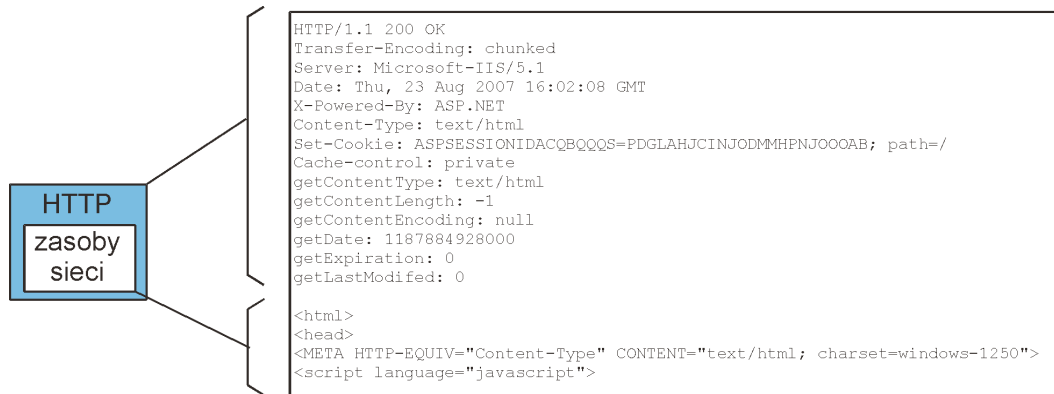 HTTP
zasoby
sieci
HTTP/1.1 200 OK
Transfer-Encoding: chunked
Server: Microsoft-IIS/5.1
Date: Thu, 23 Aug 2007 16:02:08 GMT
X-Powered-By: ASP.NET
Content-Type: text/html
Set-Cookie: ASPSESSIONIDACQBQQQS=PDGLAHJCINJODMMHPNJOOOAB; path=/
Cache-control: private
getContentType: text/html
getContentLength: -1
getContentEncoding: null
getDate: 1187884928000
getExpiration: 0
getLastModifed: 0
<html>
<head>
<META HTTP-EQUIV="Content-Type" CONTENT="text/html; charset=windows-1250">
<script language="javascript">